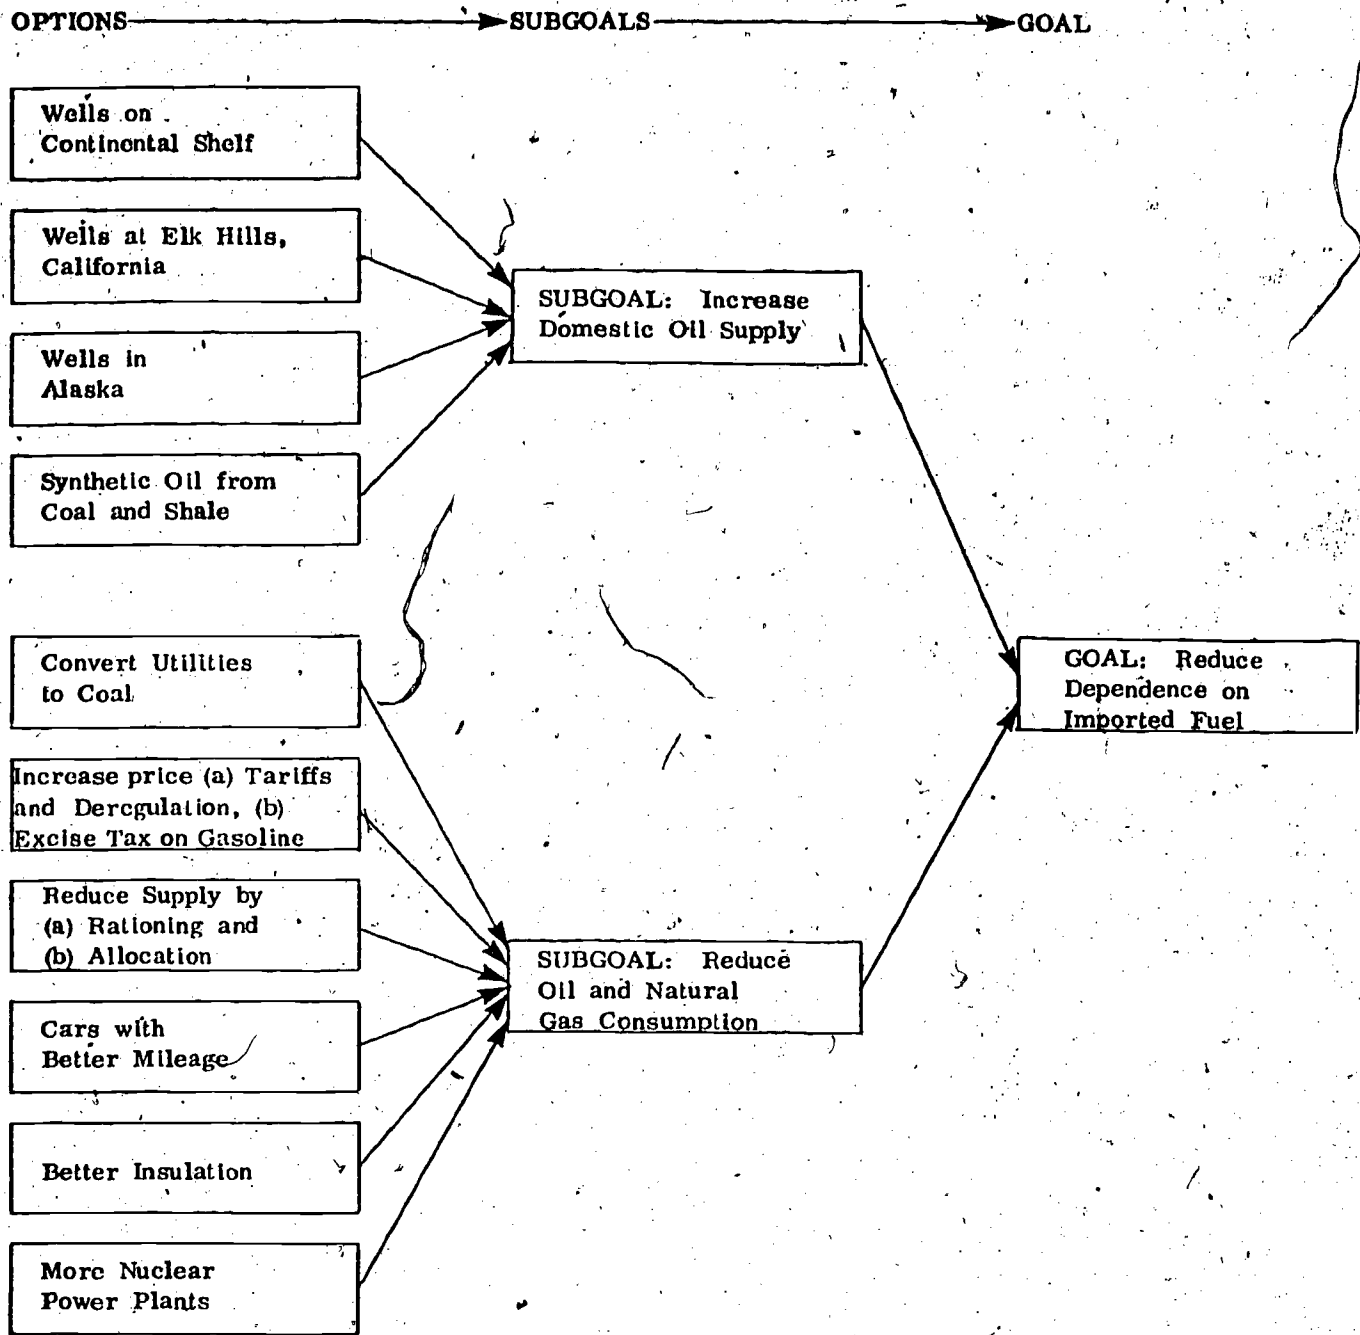 OPTIONS SUBGOALS GOAL
Wells on
Continental Shelf
Wells at Elk Hills,
California
Wells in
Alaska
Synthetic Oil from
Coal and Shale
SUBGOAL: Increase
Domestic Oil Supply
Convert Utilities
to Coal
Increase price (a) Tariffs
and Deregulation, (b)
Excise Tax on Gasoline
Reduce Supply by
(a) Rationing and
(b) Allocation
Cars with
Better Mileage
Better Insulation
More Nuclear
Power Plants
SUBGOAL: Reduce
Oil and Natural
Gas Consumption
GOAL: Reduce
Dependence on
Imported Fuel